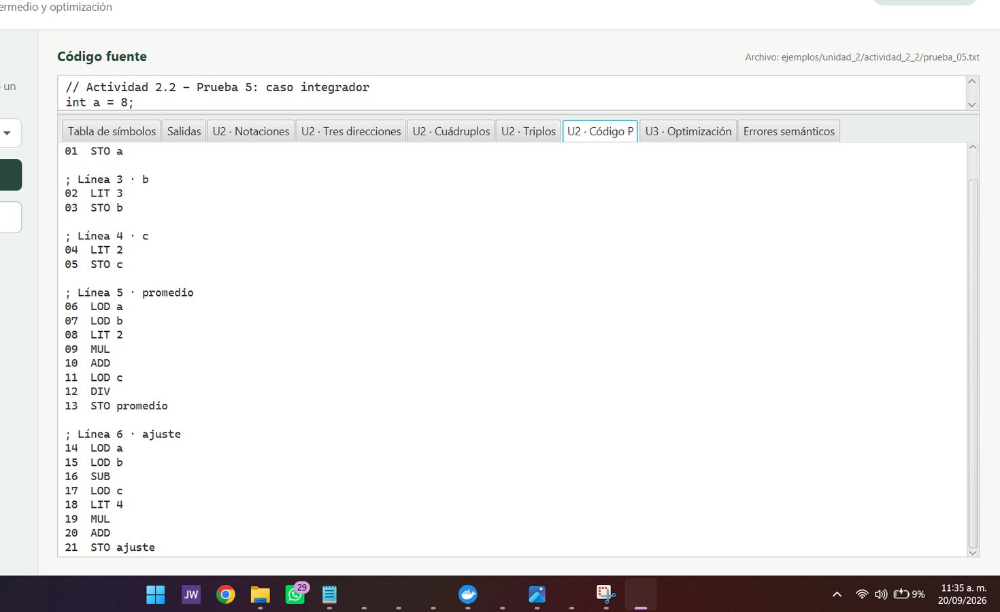 ermedio y optimización
Código fuente
Archivo: ejemplos/unidad_2/actividad_2_2/prueba_05.txt
un
// Actividad 2.2 – Prueba 5: caso integrador
int a = 8;
Tabla de símbolos
Salidas
U2 · Notaciones
U2 · Tres direcciones
U2 · Cuádruplos
U2 · Triplos
U2 · Código P
U3 · Optimización
Errores semánticos
01 STO a
; Línea 3 · b
02 LIT 3
03 STO b
; Línea 4 · c
04 LIT 2
05 STO c
; Línea 5 · promedio
06 LOD a
07 LOD b
08 LIT 2
09 MUL
10 ADD
11 LOD c
12 DIV
13 STO promedio
; Línea 6 · ajuste
14 LOD a
15 LOD b
16 SUB
17 LOD c
18 LIT 4
19 MUL
20 ADD
21 STO ajuste
JW
29
9%
11:35 a. m.
20/09/2026